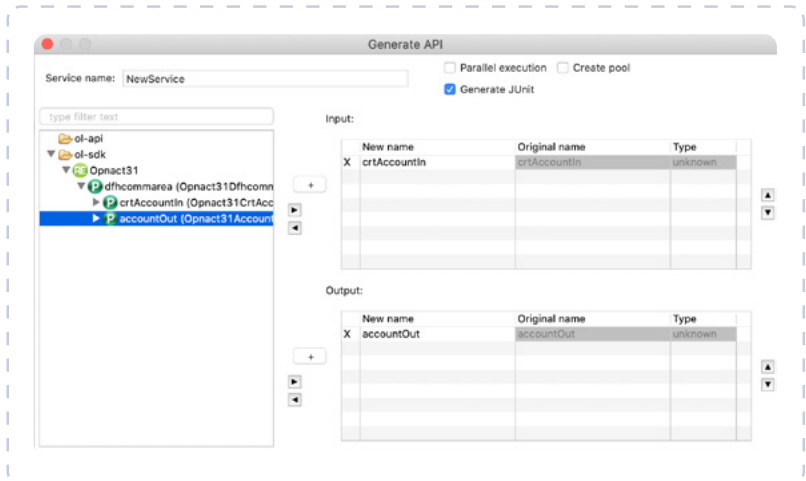 Generate API
Service name: NewService
Parallel execution Create pool
Generate JUnit
type filter text
ol-api
ol-sdk
Opnact31
dfhcommarea (Opnact31Dfhcomm
crtAccountIn (Opnact31CrtAcc
accountOut (Opnact31Account
Input:
New name Original name Type
X crtAccountIn crtAccountIn unknown
+
Output:
New name Original name Type
X accountOut accountOut unknown
+